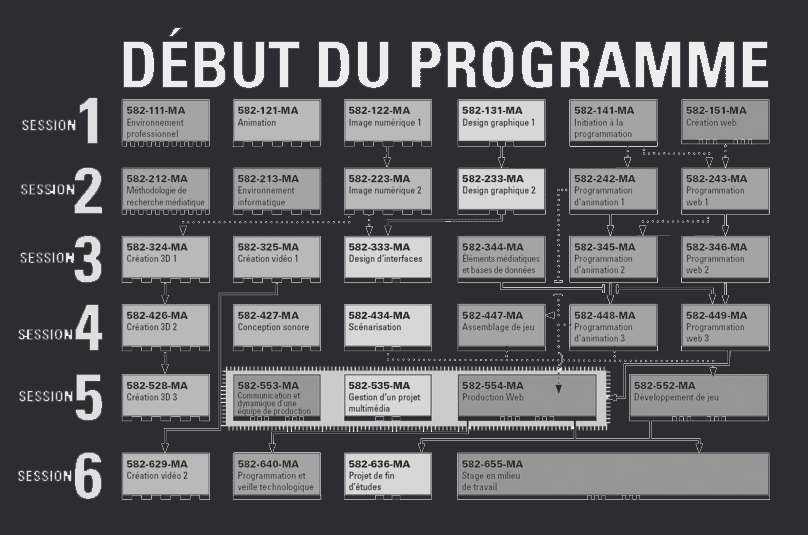 DÉBUT DU PROGRAMME
SESSION 1
582-111-MA
Environnement
professionnel
582-121-MA
Animation
582-122-MA
Image numérique 1
582-131-MA
Design graphique 1
582-141-MA
Initiation à la
programmation
582-151-MA
Création web
SESSION 2
582-212-MA
Méthodologie de
recherche médiatique
582-213-MA
Environnement
informatique
582-223-MA
Image numérique 2
582-233-MA
Design graphique 2
582-242-MA
Programmation
d'animation 1
582-243-MA
Programmation
web 1
SESSION 3
582-324-MA
Création 3D 1
582-325-MA
Création vidéo 1
582-333-MA
Design d'interfaces
582-344-MA
Éléments médiatiques
et bases de données
582-345-MA
Programmation
d'animation 2
582-346-MA
Programmation
web 2
SESSION 4
582-426-MA
Création 3D 2
582-427-MA
Conception sonore
582-434-MA
Scénarisation
582-447-MA
Assemblage de jeu
582-448-MA
Programmation
d'animation 3
582-449-MA
Programmation
web 3
SESSION 5
582-528-MA
Création 3D 3
582-553-MA
Communication et
dynamique d'une
équipe de production
582-535-MA
Gestion d'un projet
multimédia
582-554-MA
Production Web
582-552-MA
Développement de jeu
SESSION 6
582-629-MA
Création vidéo 2
582-640-MA
Programmation et
veille technologique
582-636-MA
Projet de fin
d'études
582-655-MA
Stage en milieu
de travail